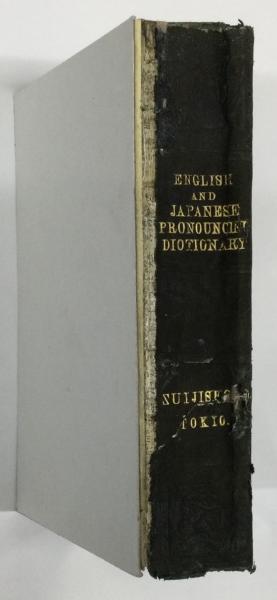 ENGLISH
AND
JAPANESE
PRONOUNCIN
DICTIONARY
TOKIO.